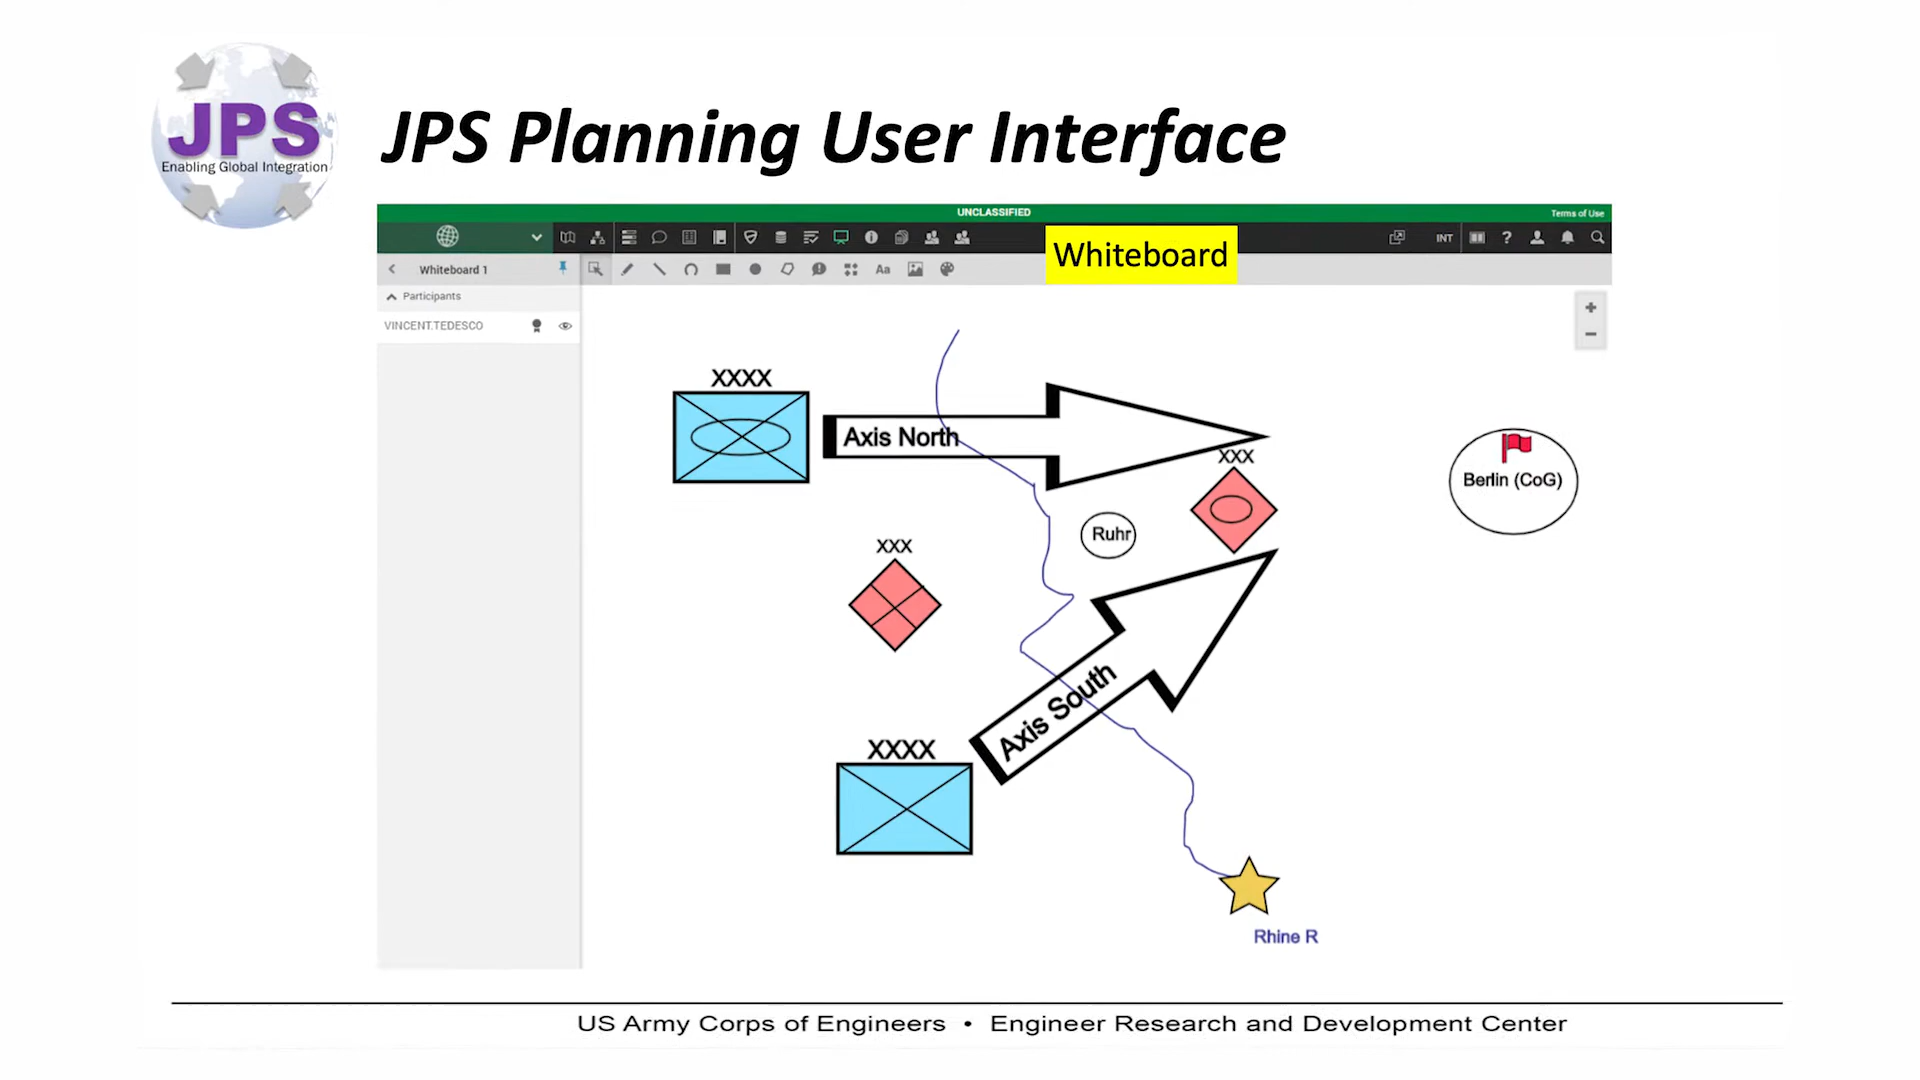 JPS
Enabling Global Integration
JPS Planning User Interface
UNCLASSIFIED
Terms of Use
INT
?
Whiteboard
Whiteboard 1
Aa
Participants
VINCENT.TEDESCO
XXXX
Axis North
XXX
Berlin (CoG)
Ruhr
XXX
Axis South
XXXX
Rhine R
US Army Corps of Engineers • Engineer Research and Development Center